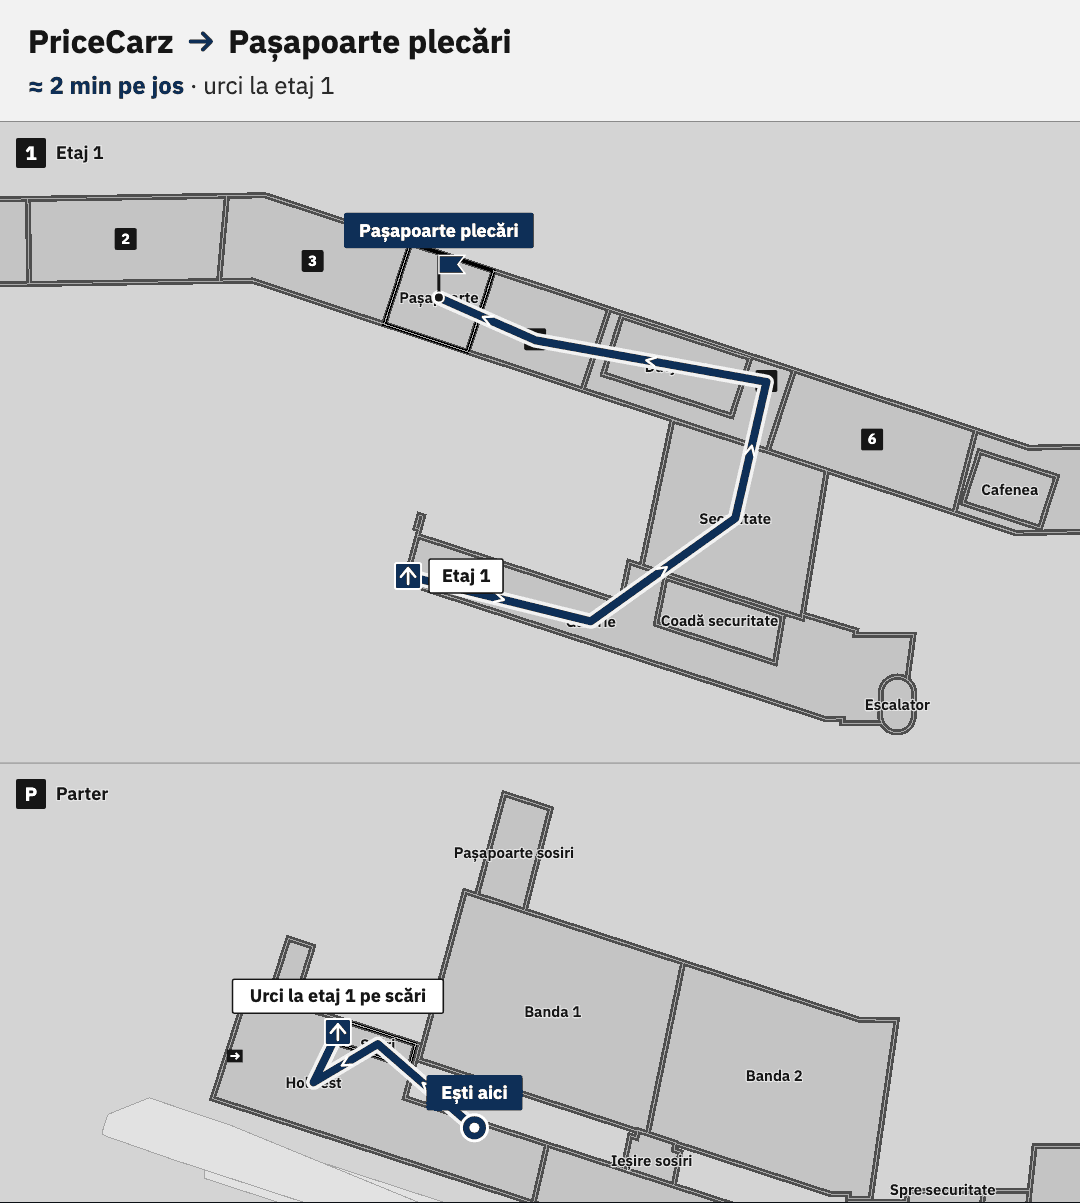 PriceCarz → Pașapoarte plecări
≈ 2 min pe jos · urci la etaj 1
1 Etaj 1
2
3
Pașapoarte plecări
6
Cafenea
Etaj 1
Coadă securitate
Escalator
P Parter
Pașapoarte sosiri
Urci la etaj 1 pe scări
Banda 1
Banda 2
Ești aici
Ieșire sosiri
Spre securitate